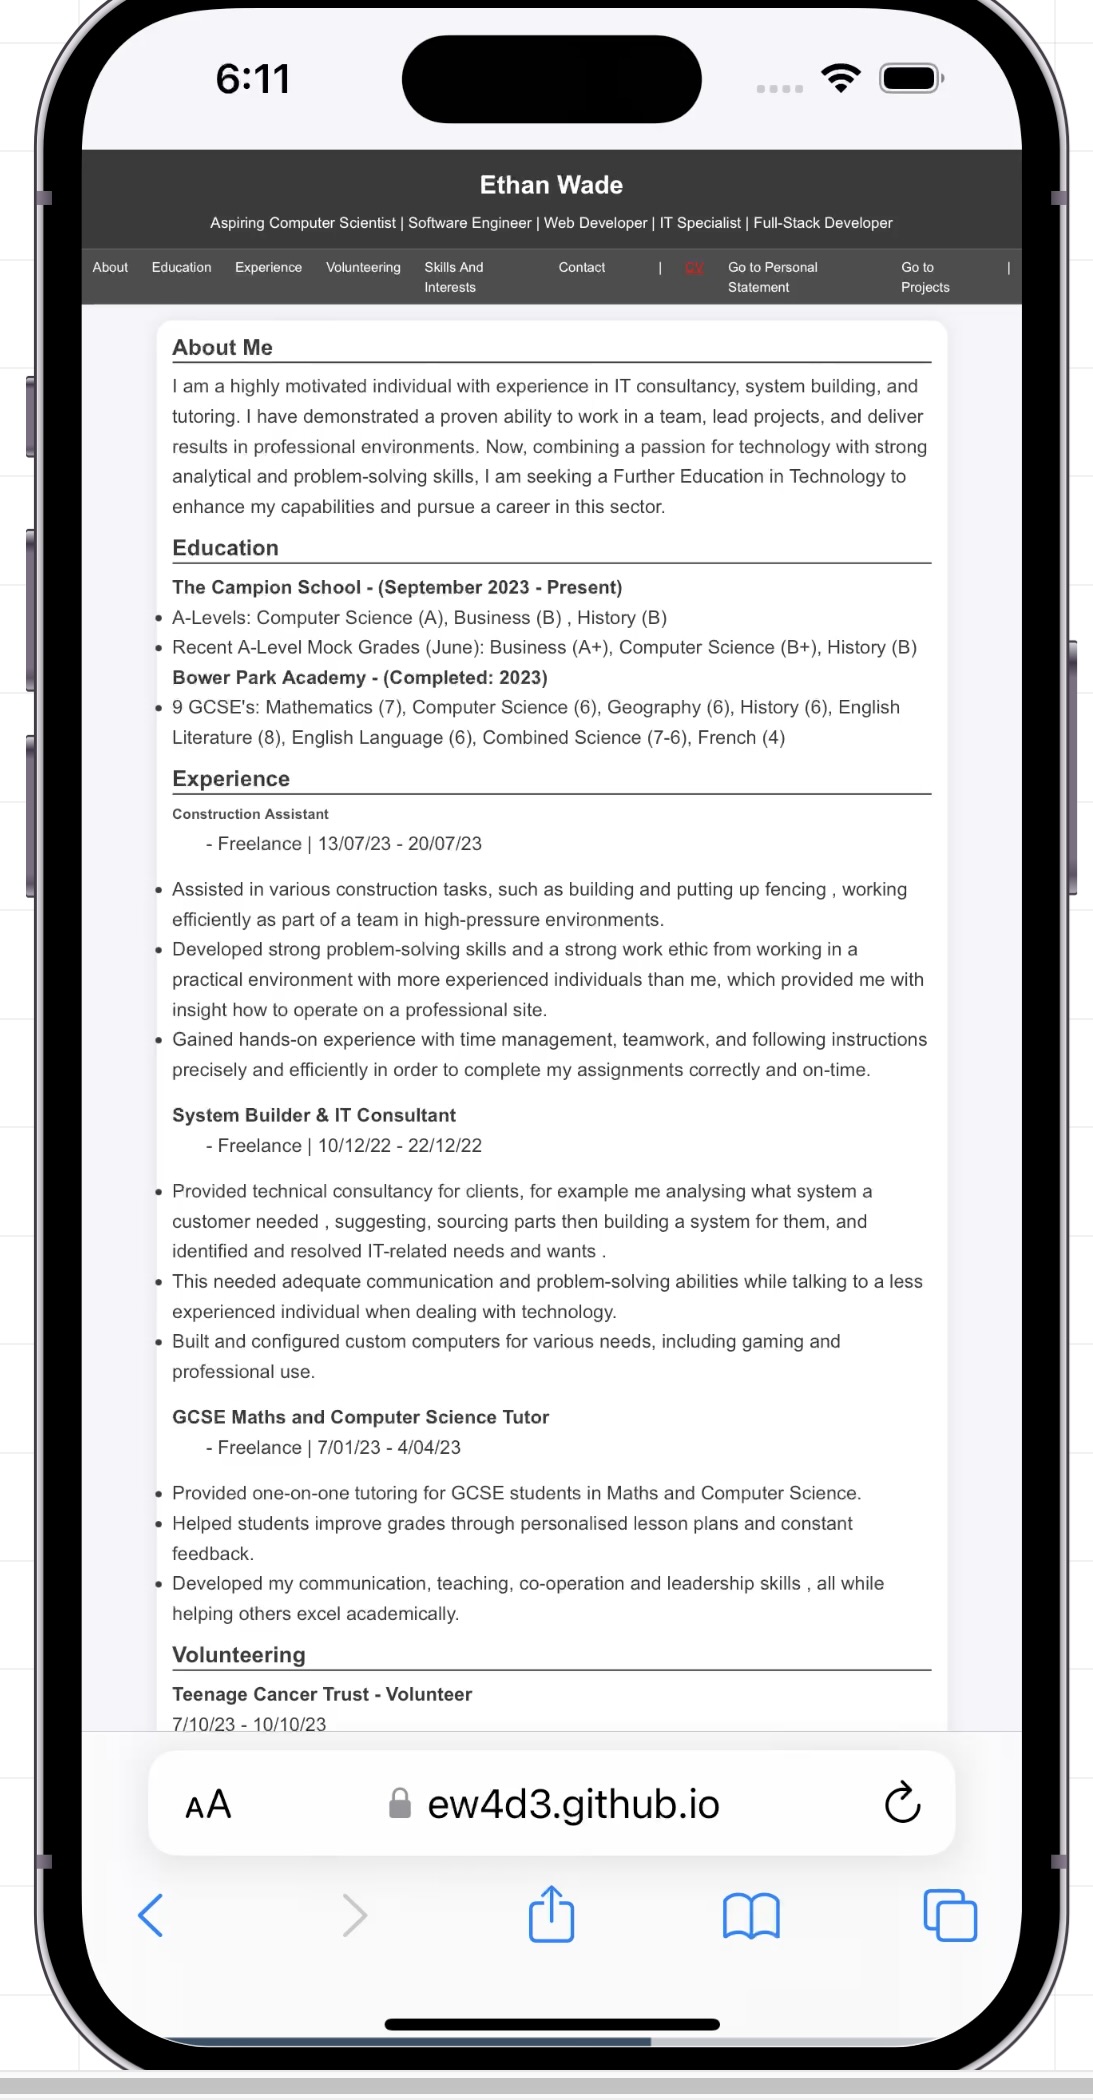 6:11
Ethan Wade
Aspiring Computer Scientist | Software Engineer | Web Developer | IT Specialist | Full-Stack Developer
About Education Experience Volunteering Skills And Interests Contact | CV Go to Personal Statement Go to Projects |
About Me
I am a highly motivated individual with experience in IT consultancy, system building, and
tutoring. I have demonstrated a proven ability to work in a team, lead projects, and deliver
results in professional environments. Now, combining a passion for technology with strong
analytical and problem-solving skills, I am seeking a Further Education in Technology to
enhance my capabilities and pursue a career in this sector.
Education
The Campion School - (September 2023 - Present)
• A-Levels: Computer Science (A), Business (B) , History (B)
• Recent A-Level Mock Grades (June): Business (A+), Computer Science (B+), History (B)
Bower Park Academy - (Completed: 2023)
• 9 GCSE's: Mathematics (7), Computer Science (6), Geography (6), History (6), English
Literature (8), English Language (6), Combined Science (7-6), French (4)
Experience
Construction Assistant
- Freelance | 13/07/23 - 20/07/23
• Assisted in various construction tasks, such as building and putting up fencing , working
efficiently as part of a team in high-pressure environments.
• Developed strong problem-solving skills and a strong work ethic from working in a
practical environment with more experienced individuals than me, which provided me with
insight how to operate on a professional site.
• Gained hands-on experience with time management, teamwork, and following instructions
precisely and efficiently in order to complete my assignments correctly and on-time.
System Builder & IT Consultant
- Freelance | 10/12/22 - 22/12/22
• Provided technical consultancy for clients, for example me analysing what system a
customer needed , suggesting, sourcing parts then building a system for them, and
identified and resolved IT-related needs and wants .
• This needed adequate communication and problem-solving abilities while talking to a less
experienced individual when dealing with technology.
• Built and configured custom computers for various needs, including gaming and
professional use.
GCSE Maths and Computer Science Tutor
- Freelance | 7/01/23 - 4/04/23
• Provided one-on-one tutoring for GCSE students in Maths and Computer Science.
• Helped students improve grades through personalised lesson plans and constant
feedback.
• Developed my communication, teaching, co-operation and leadership skills , all while
helping others excel academically.
Volunteering
Teenage Cancer Trust - Volunteer
7/10/23 - 10/10/23
AA ew4d3.github.io